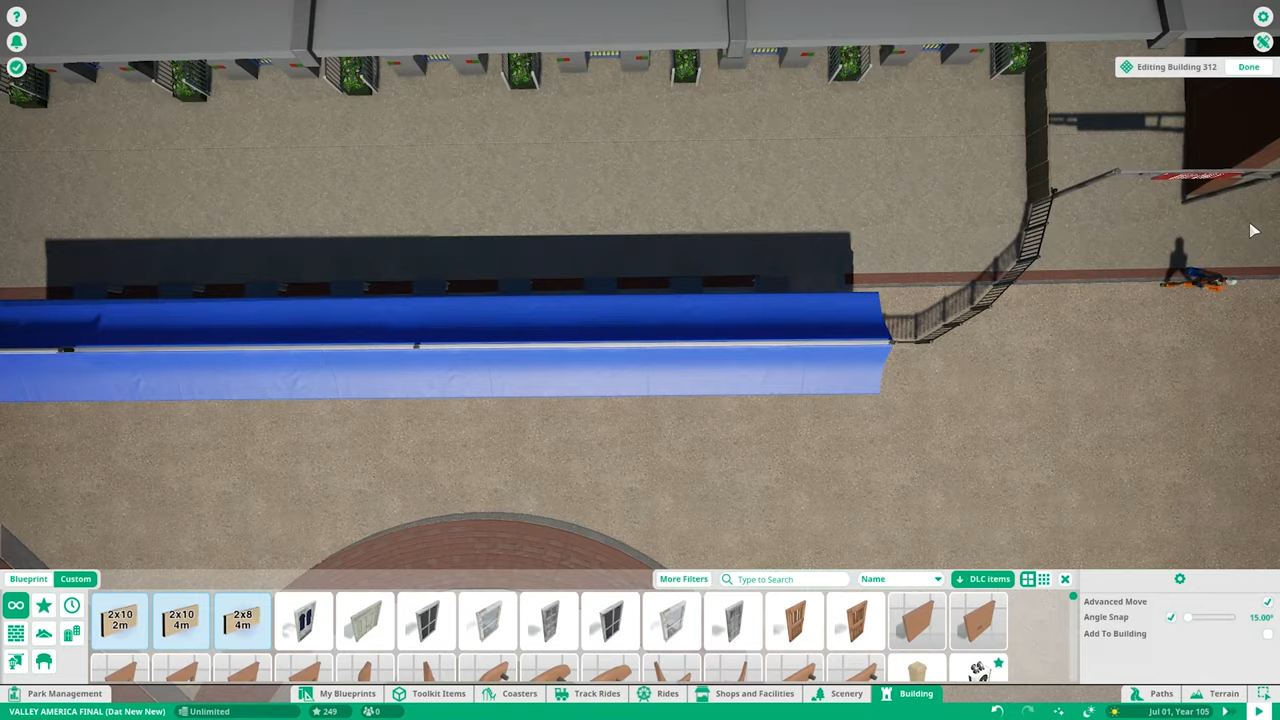 Editing Building 312 Done
Blueprint Custom More Filters Type to Search Name DLC items
2x10 2m
2x10 4m
2x8 4m
Advanced Move
Angle Snap 15.00°
Add To Building
Park Management My Blueprints Toolkit Items Coasters Track Rides Rides Shops and Facilities Scenery Building Paths Terrain
VALLEY AMERICA FINAL (Dat New New) Unlimited 249 0 Jul 01, Year 105